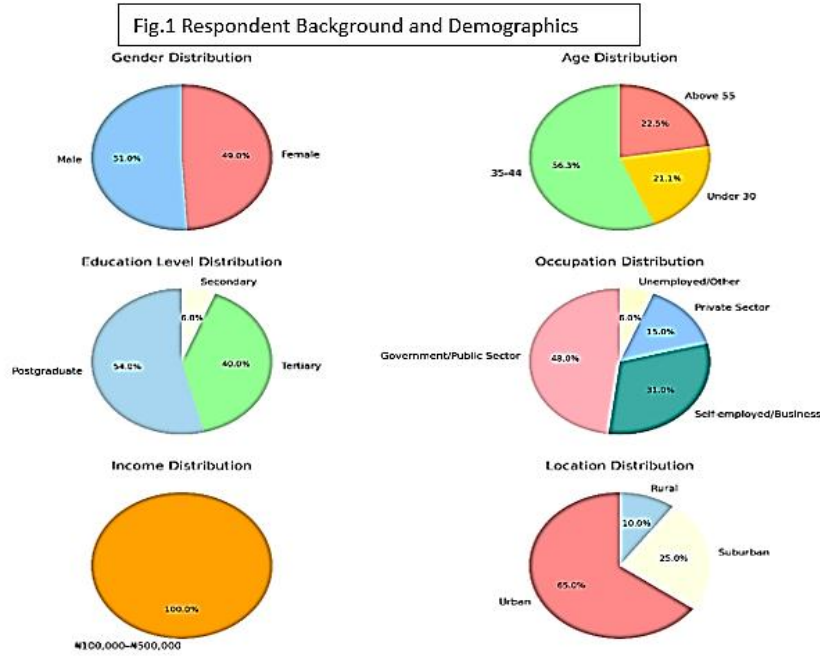 Fig.1 Respondent Background and Demographics
Gender Distribution
Male
51.0%
49.0%
Female
Age Distribution
Above 55
22.5%
35-44
56.3%
21.1%
Under 30
Education Level Distribution
Secondary
6.0%
Postgraduate
54.0%
40.0%
Tertiary
Occupation Distribution
Unemployed/Other
6.0%
Private Sector
15.0%
Government/Public Sector
48.0%
31.0%
Self-employed/Business
Income Distribution
100.0%
₦100,000–₦500,000
Location Distribution
Rural
10.0%
Suburban
25.0%
Urban
65.0%